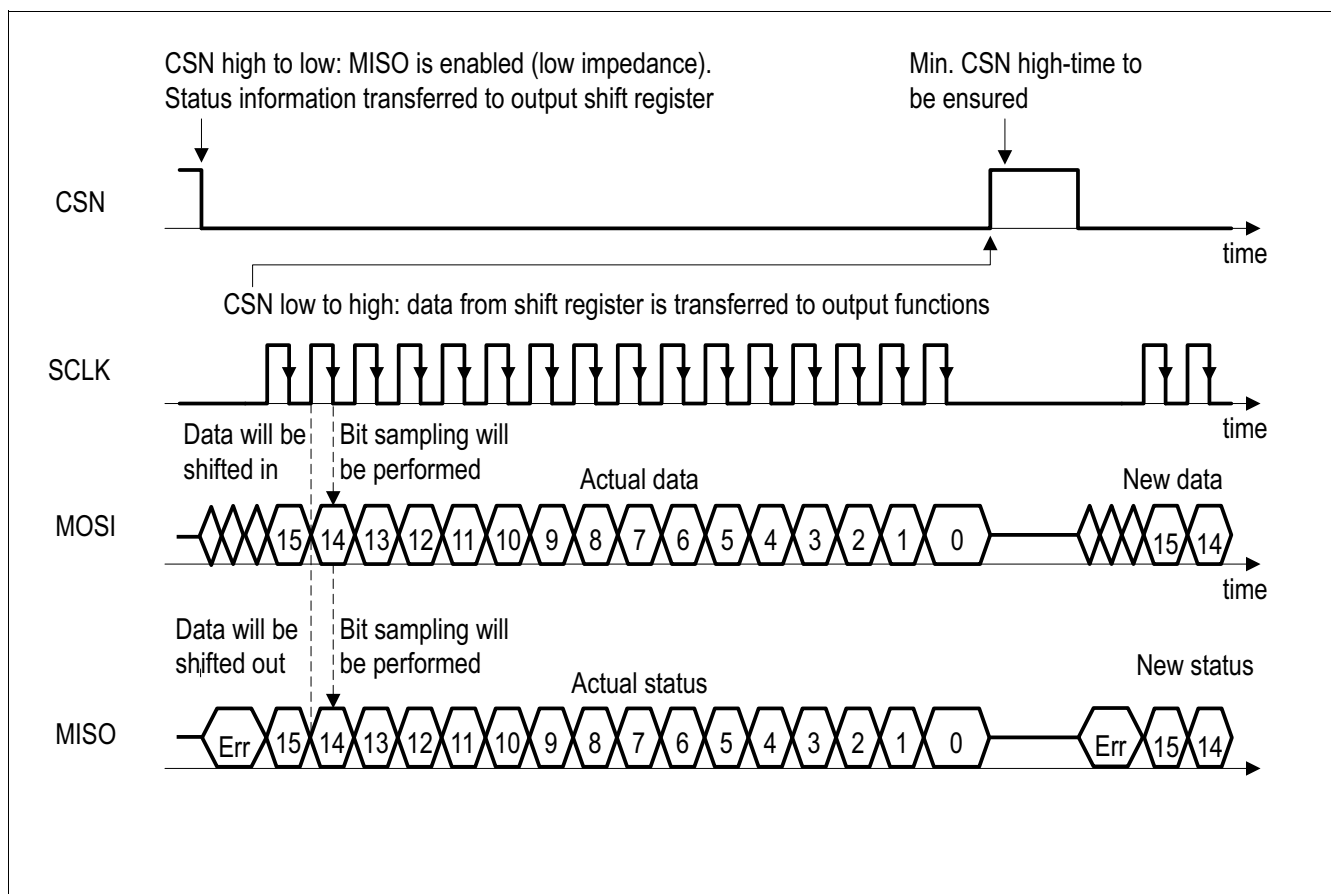 CSN high to low: MISO is enabled (low impedance).
Status information transferred to output shift register
Min. CSN high-time to
be ensured
CSN
time
CSN low to high: data from shift register is transferred to output functions
SCLK
time
Data will be
shifted in
Bit sampling will
be performed
Actual data
New data
MOSI
15 14 13 12 11 10 9 8 7 6 5 4 3 2 1 0 15 14
time
Data will be
shifted out
Bit sampling will
be performed
Actual status
New status
MISO
Err 15 14 13 12 11 10 9 8 7 6 5 4 3 2 1 0 Err 15 14